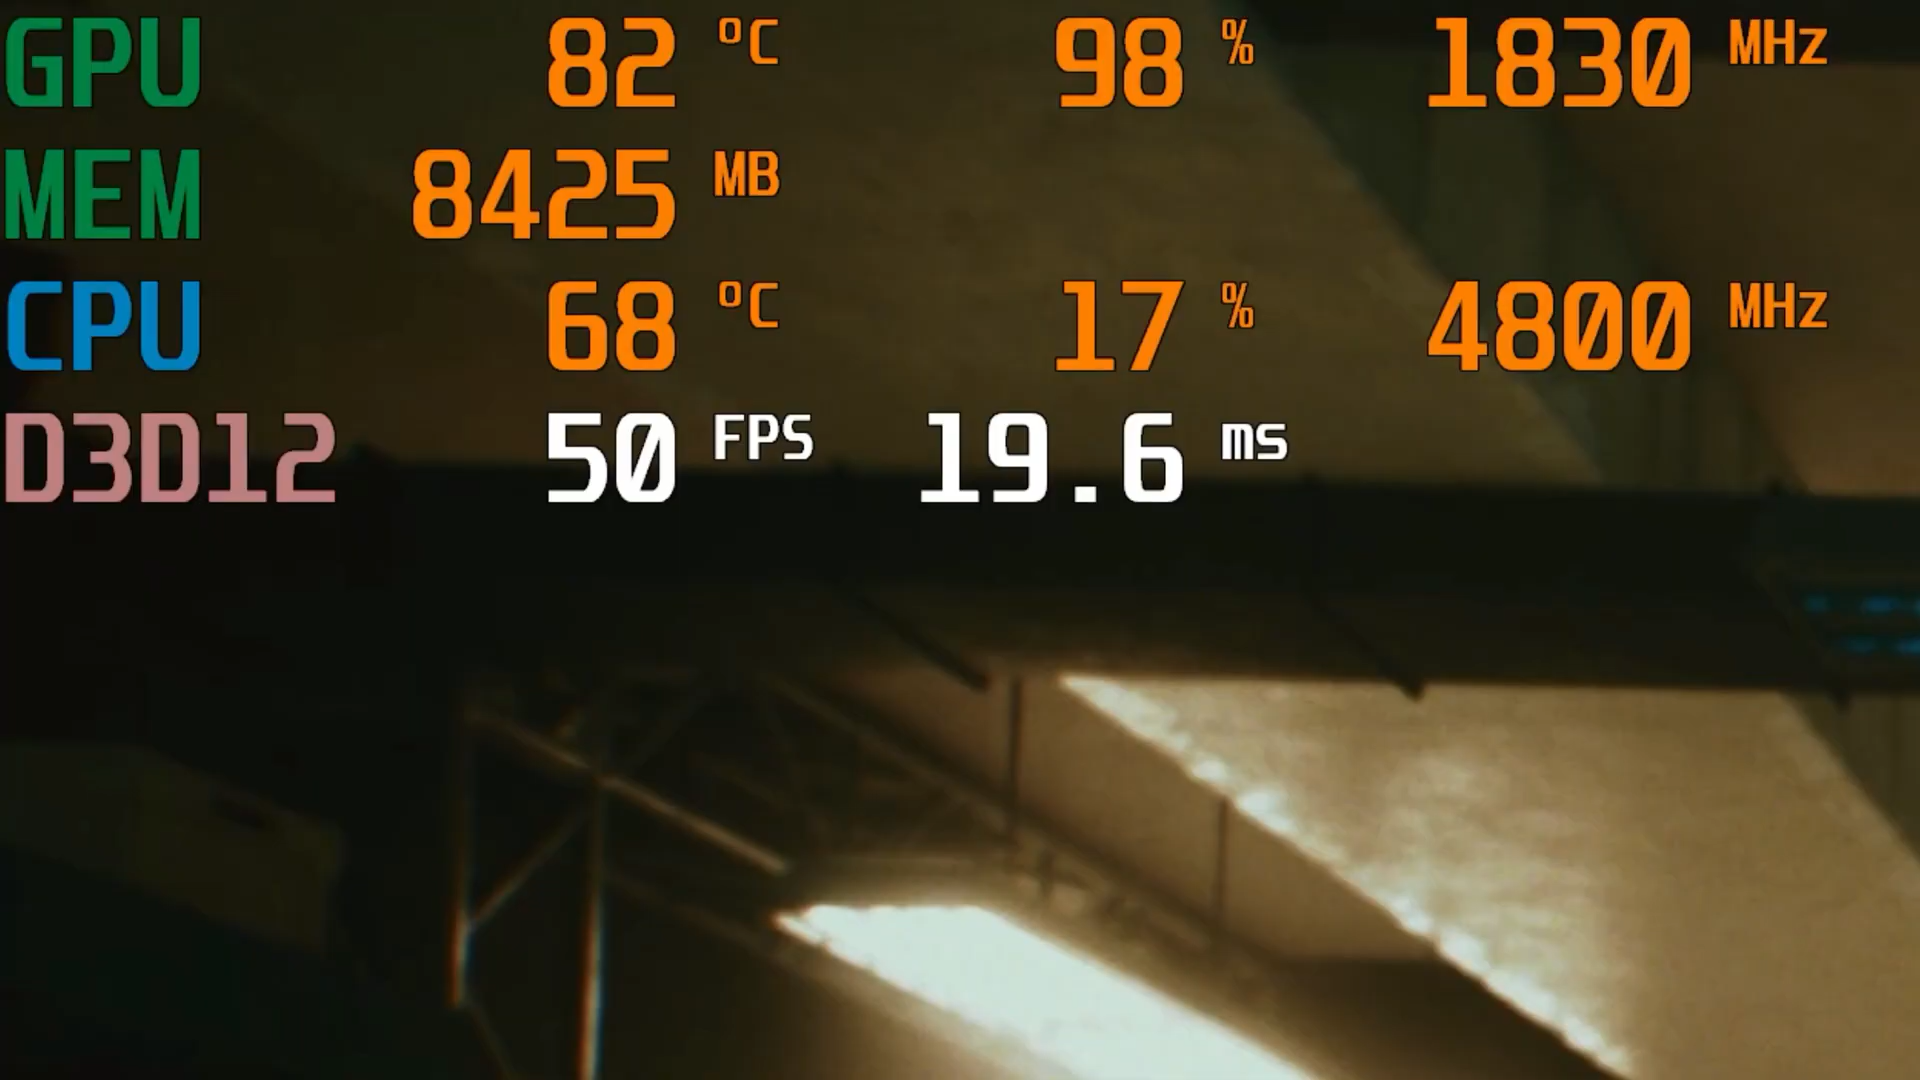 GPU 82 °C 98 % 1830 MHz
MEM 8425 MB
CPU 68 °C 17 % 4800 MHz
D3D12 50 FPS 19.6 ms